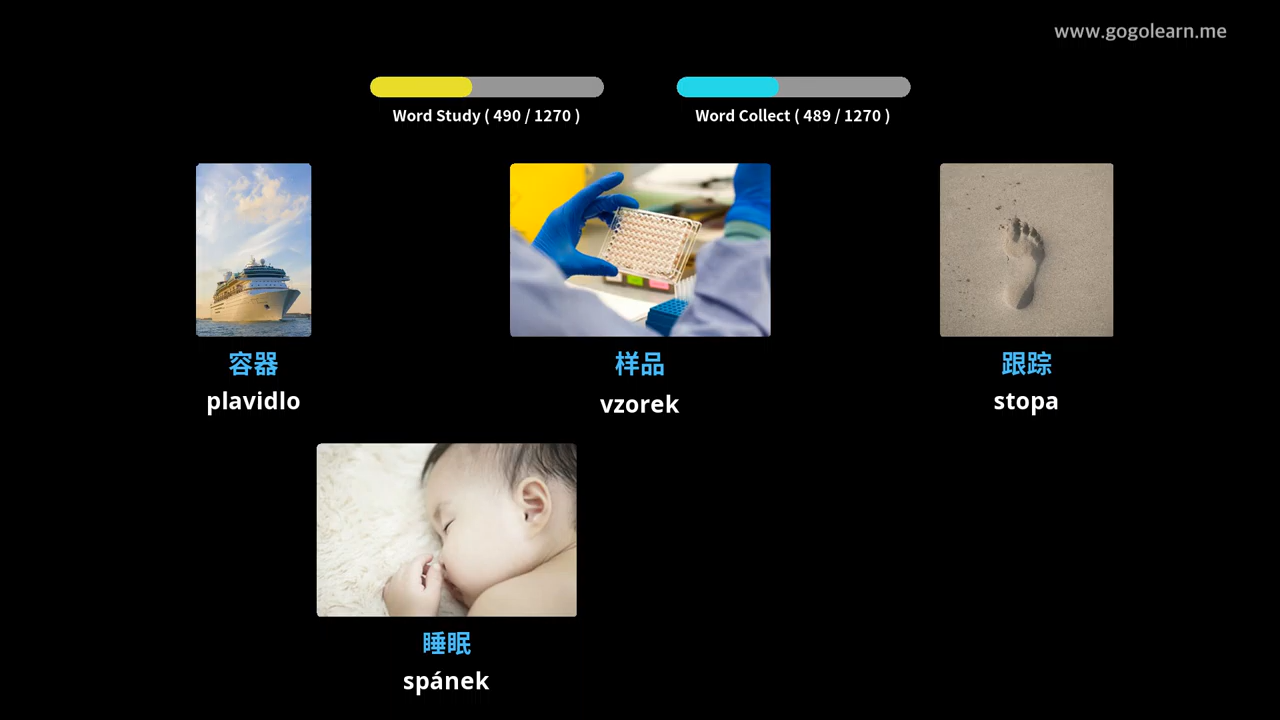 www.gogolearn.me
Word Study ( 490 / 1270 )
Word Collect ( 489 / 1270 )
容器
plavidlo
样品
vzorek
跟踪
stopa
睡眠
spánek